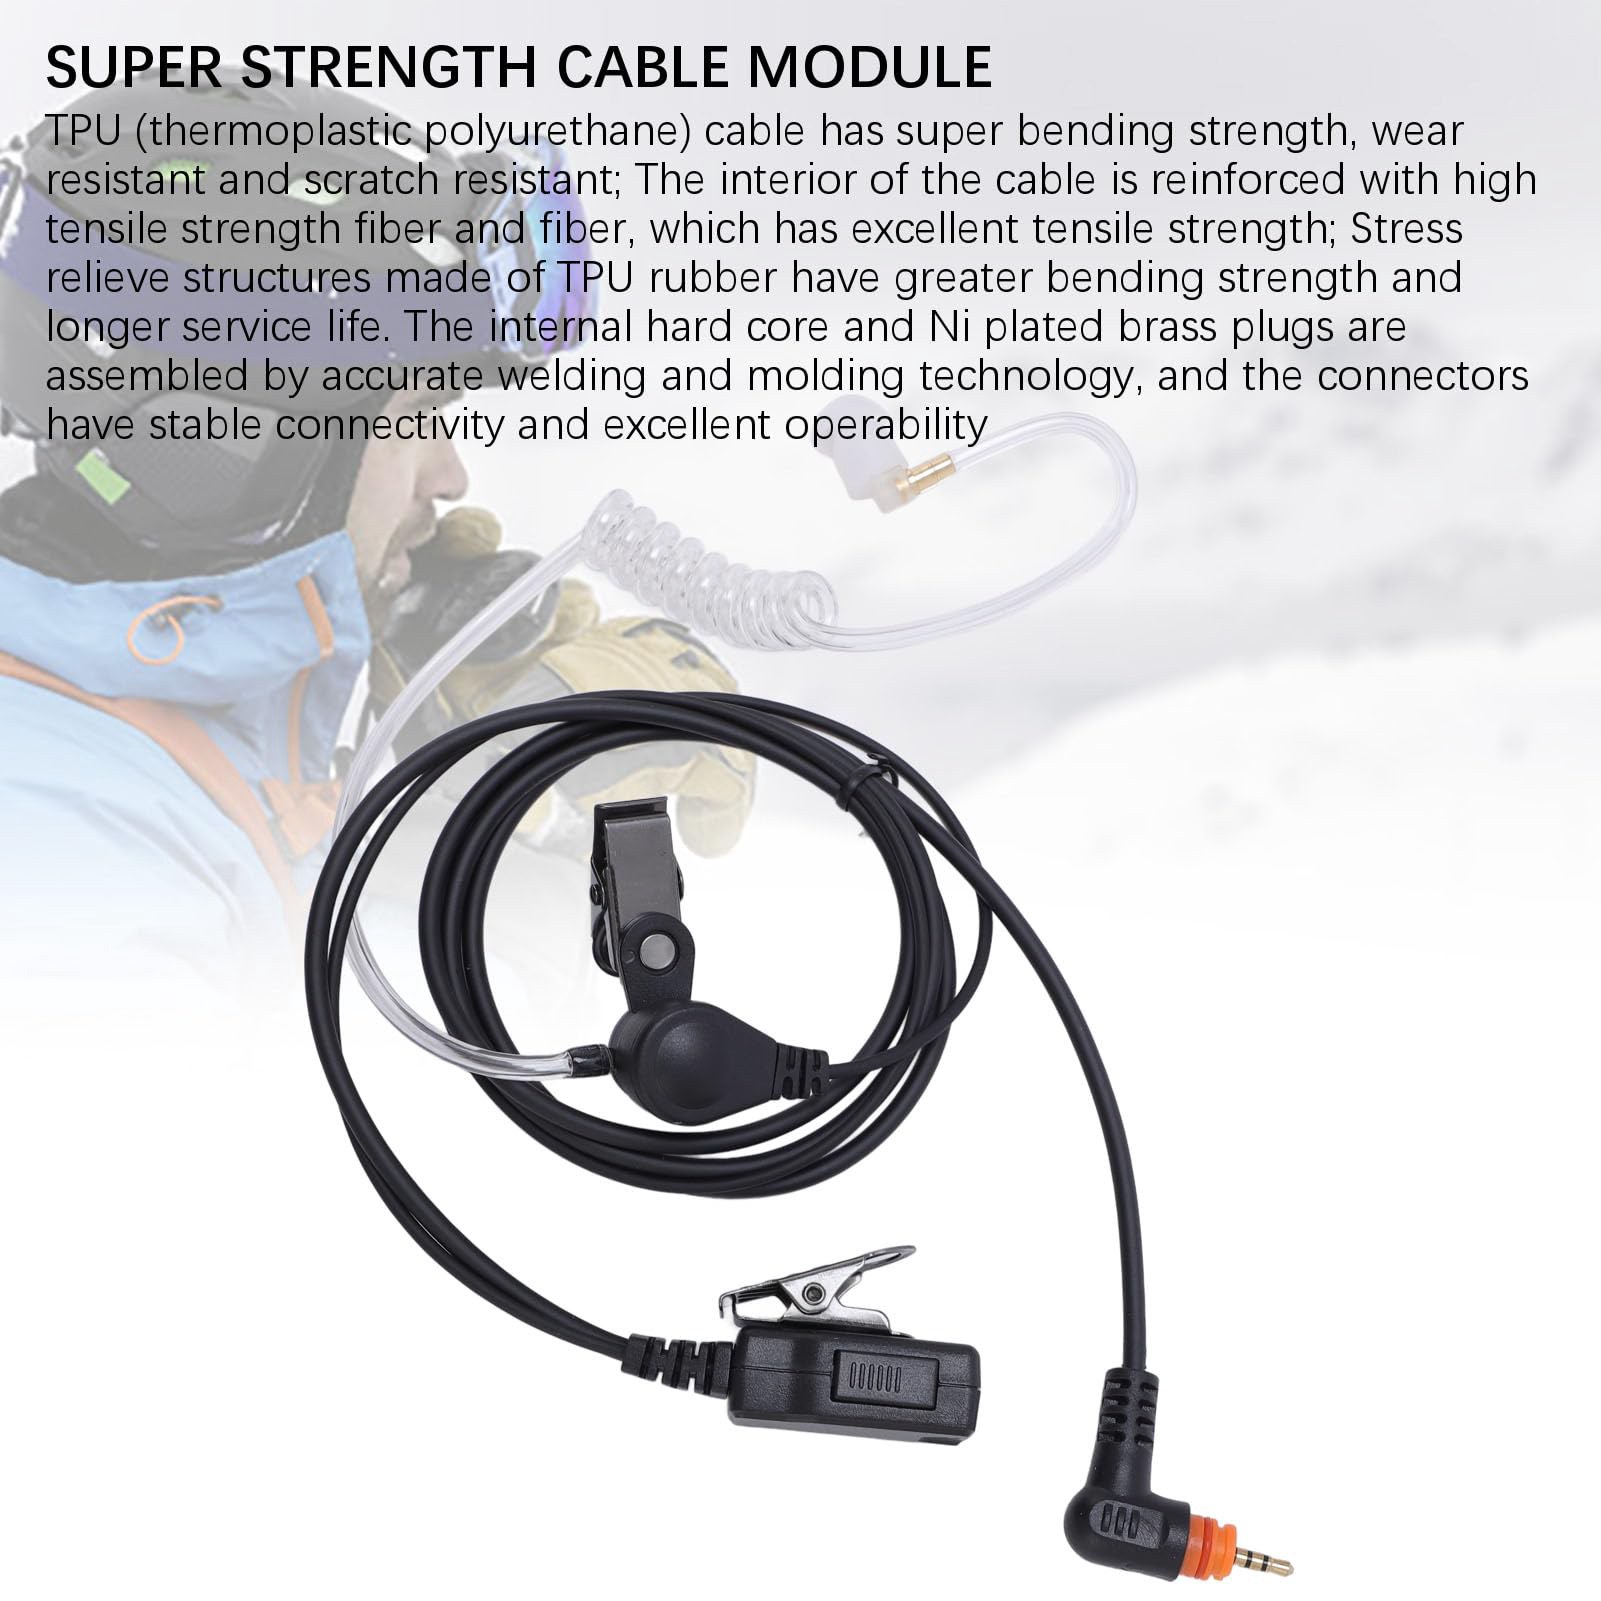 SUPER STRENGTH CABLE MODULE
TPU (thermoplastic polyurethane) cable has super bending strength, wear
resistant and scratch resistant; The interior of the cable is reinforced with high
tensile strength fiber and fiber, which has excellent tensile strength; Stress
relieve structures made of TPU rubber have greater bending strength and
longer service life. The internal hard core and Ni plated brass plugs are
assembled by accurate welding and molding technology, and the connectors
have stable connectivity and excellent operability